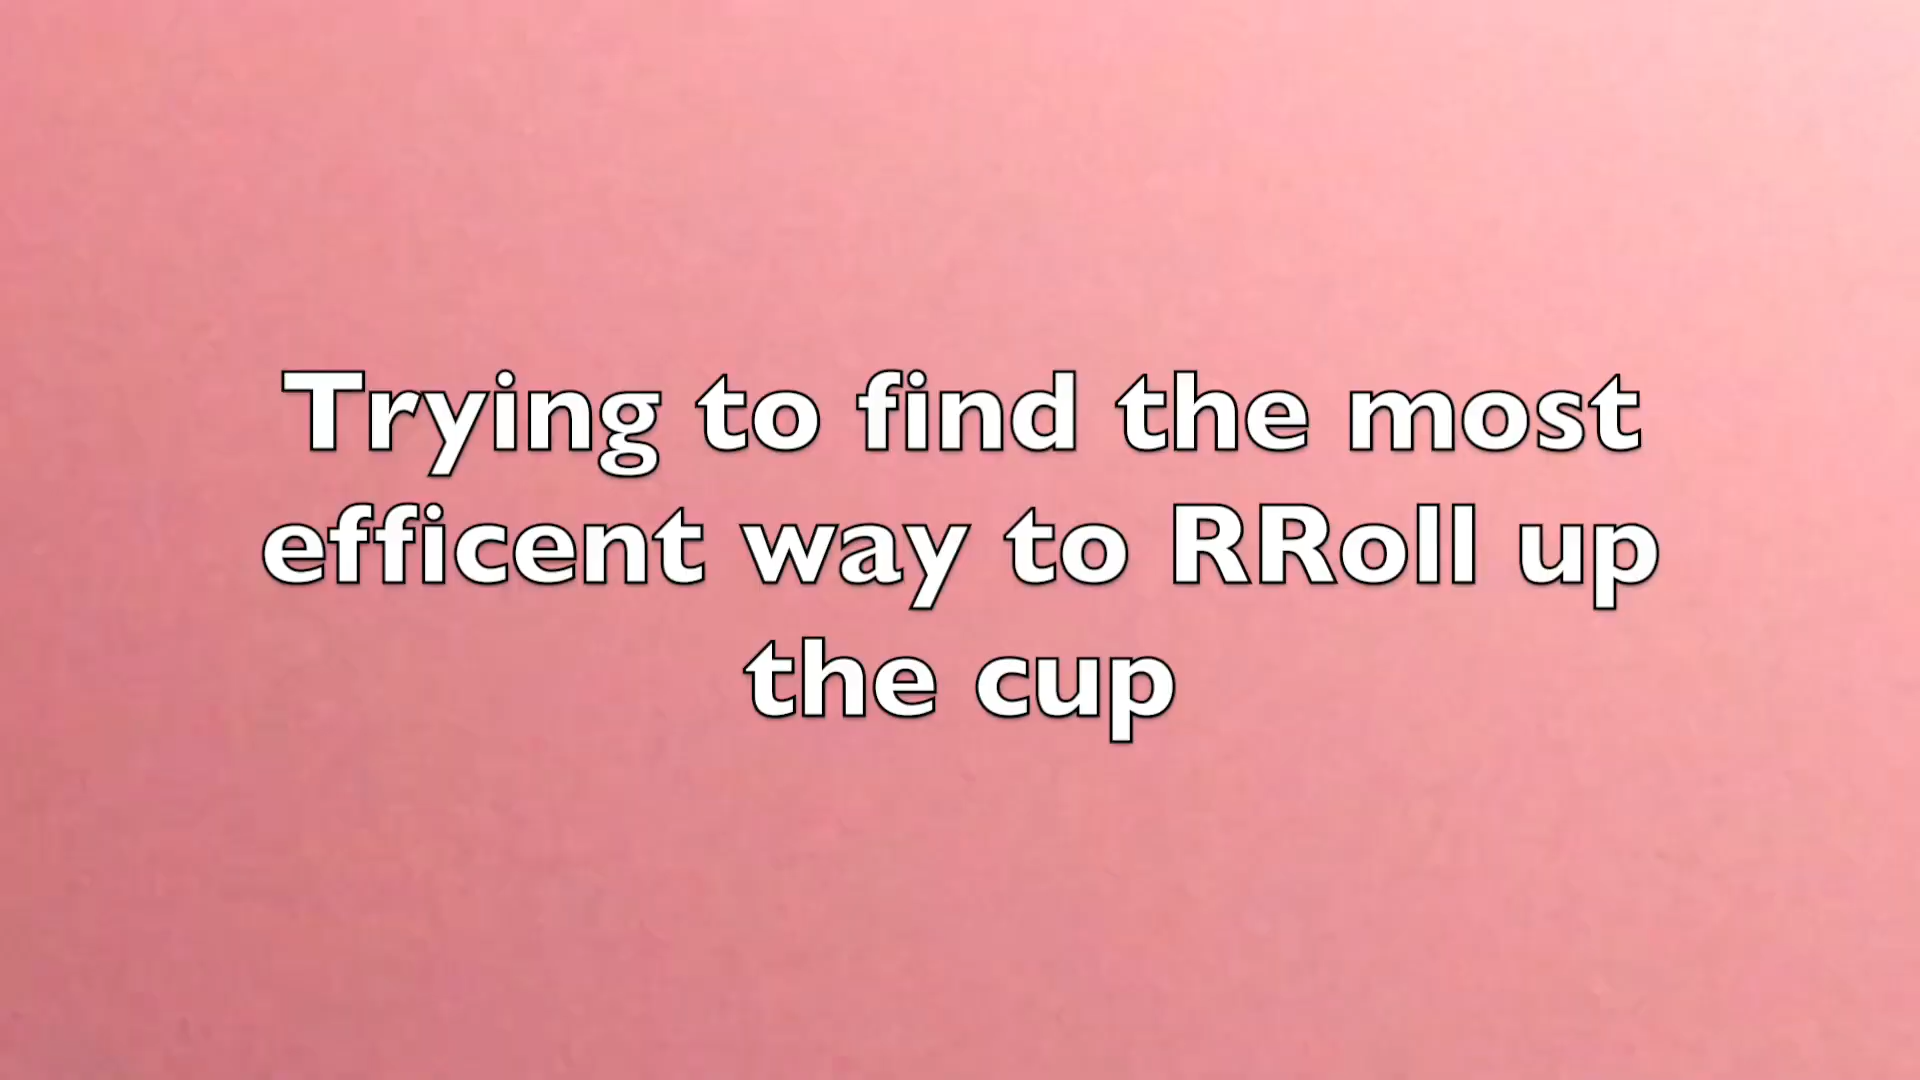 Trying to find the most
efficent way to RRoll up
the cup